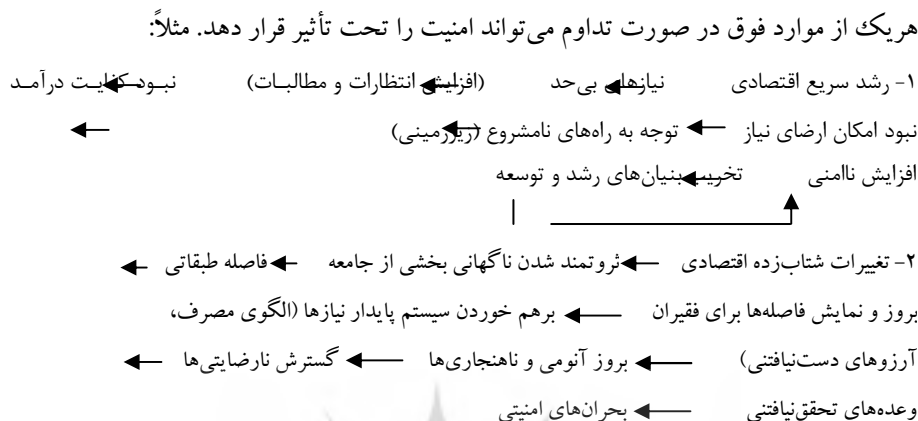 هریک از موارد فوق در صورت تداوم می‌تواند امنیت را تحت تأثیر قرار دهد. مثلاً:
۱- رشد سریع اقتصادی نیازهای بی‌حد (افزایش انتظارات و مطالبـات) نبـود کفایـت درآمـد
نبود امکان ارضای نیاز توجه به راه‌های نامشروع (زیرزمینی)
افزایش ناامنی تخریب بنیان‌های رشد و توسعه
۲- تغییرات شتاب‌زده اقتصادی ثروتمند شدن ناگهانی بخشی از جامعه فاصله طبقاتی
بروز و نمایش فاصله‌ها برای فقیران برهم خوردن سیستم پایدار نیازها (الگوی مصرف،
آرزوهای دست‌نیافتنی) بروز آنومی و ناهنجاری‌ها گسترش نارضایتی‌ها
وعده‌های تحقق‌نیافتنی بحران‌های امنیتی